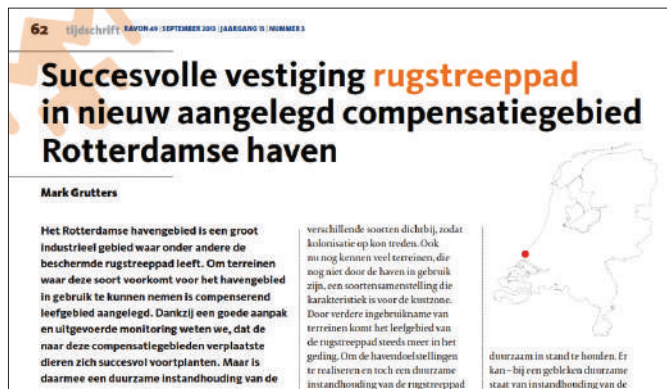 62 tijdschrift RAVON 49 | SEPTEMBER 2013 | JAARGANG 15 | NUMMER 3
Succesvolle vestiging rugstreeppad
in nieuw aangelegd compensatiegebied
Rotterdamse haven
Mark Grutters
Het Rotterdamse havengebied is een groot
industrieel gebied waar onder andere de
beschermde rugstreeppad leeft. Om terreinen
waar deze soort voorkomt voor het havengebied
in gebruik te kunnen nemen is compenserend
leefgebied aangelegd. Dankzij een goede aanpak
en uitgevoerde monitoring weten we, dat de
naar deze compensatiegebieden verplaatste
dieren zich succesvol voortplanten. Maar is
daarmee een duurzame instandhouding van de
verschillende soorten dichtbij, zodat
kolonisatie op kon treden. Ook
nu nog kennen veel terreinen, die
nog niet door de haven in gebruik
zijn, een soortensamenstelling die
karakteristiek is voor de kustzone.
Door verdere ingebruikname van
terreinen komt het leefgebied van
de rugstreeppad steeds meer in het
geding. Om de havendoelstellingen
te realiseren en toch een duurzame
instandhouding van de rugstreeppad
duurzaam in stand te houden. Er
kan – bij een gebleken duurzame
staat van instandhouding van de